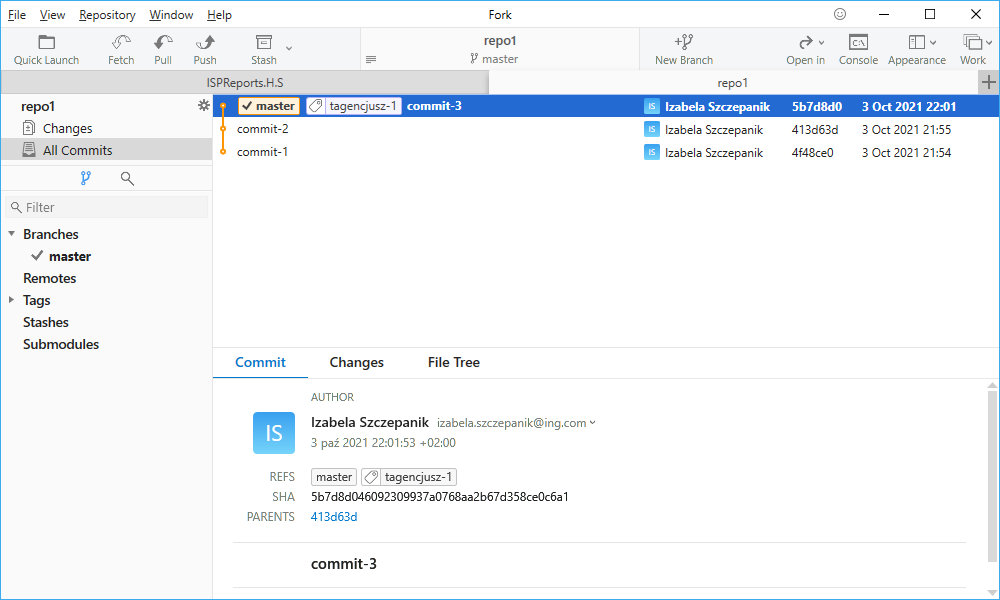 File View Repository Window Help Fork
Quick Launch Fetch Pull Push Stash repo1 master New Branch Open in Console Appearance Work
ISPReports.H.S repo1
repo1
Changes
All Commits
Filter
Branches
master
Remotes
Tags
Stashes
Submodules
master tagencjusz-1 commit-3 IS Izabela Szczepanik 5b7d8d0 3 Oct 2021 22:01
commit-2 IS Izabela Szczepanik 413d63d 3 Oct 2021 21:55
commit-1 IS Izabela Szczepanik 4f48ce0 3 Oct 2021 21:54
Commit Changes File Tree
AUTHOR
IS Izabela Szczepanik izabela.szczepanik@ing.com
3 paź 2021 22:01:53 +02:00
REFS master tagencjusz-1
SHA 5b7d8d046092309937a0768aa2b67d358ce0c6a1
PARENTS 413d63d
commit-3